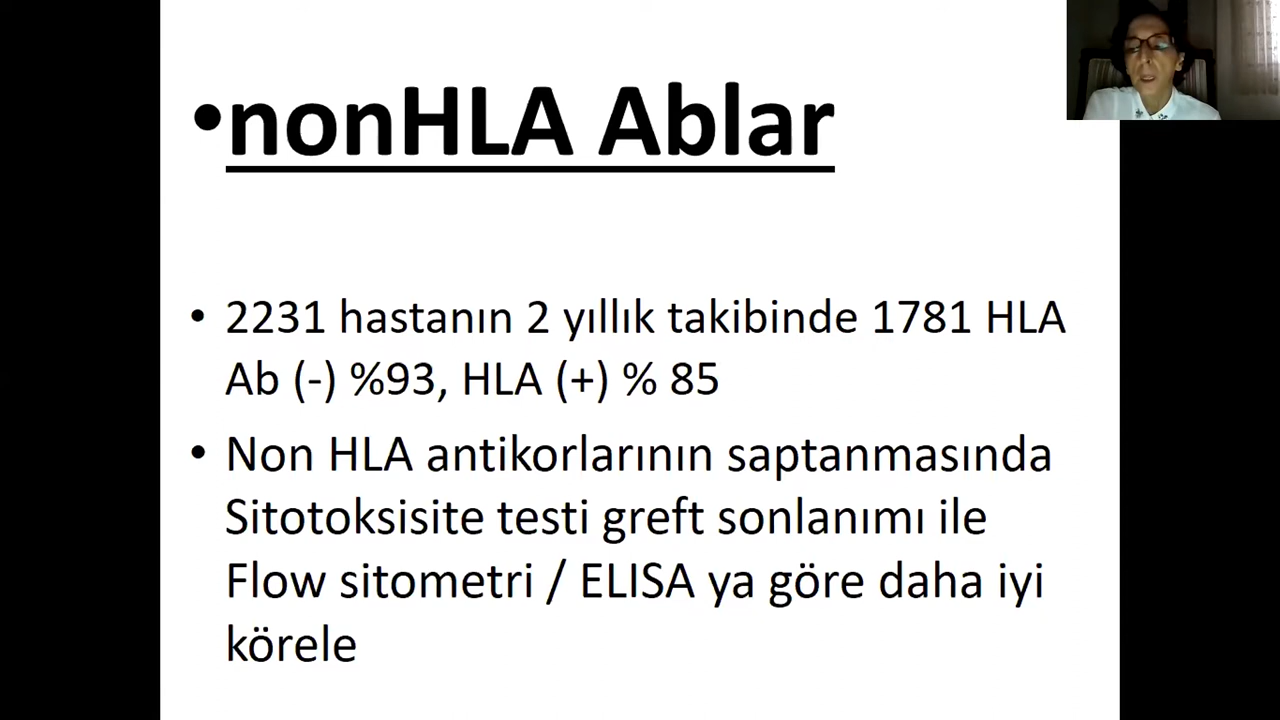 •nonHLA Ablar
• 2231 hastanın 2 yıllık takibinde 1781 HLA
Ab (-) %93, HLA (+) % 85
• Non HLA antikorlarının saptanmasında
Sitotoksisite testi greft sonlanımı ile
Flow sitometri / ELISA ya göre daha iyi
körele